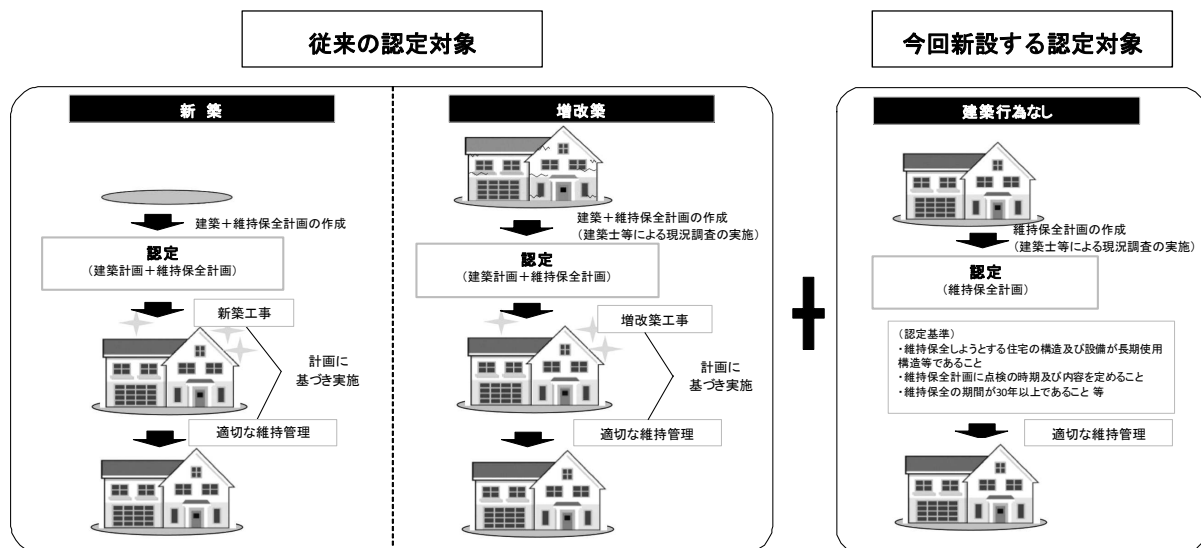 従来の認定対象
新 築
建築+維持保全計画の作成
認定
(建築計画+維持保全計画)
新築工事
計画に
基づき実施
適切な維持管理
増改築
建築+維持保全計画の作成
(建築士等による現況調査の実施)
認定
(建築計画+維持保全計画)
増改築工事
計画に
基づき実施
適切な維持管理
今回新設する認定対象
建築行為なし
維持保全計画の作成
(建築士等による現況調査の実施)
認定
(維持保全計画)
(認定基準)
・維持保全しようとする住宅の構造及び設備が長期使用
構造等であること
・維持保全計画に点検の時期及び内容を定めること
・維持保全の期間が30年以上であること 等
適切な維持管理